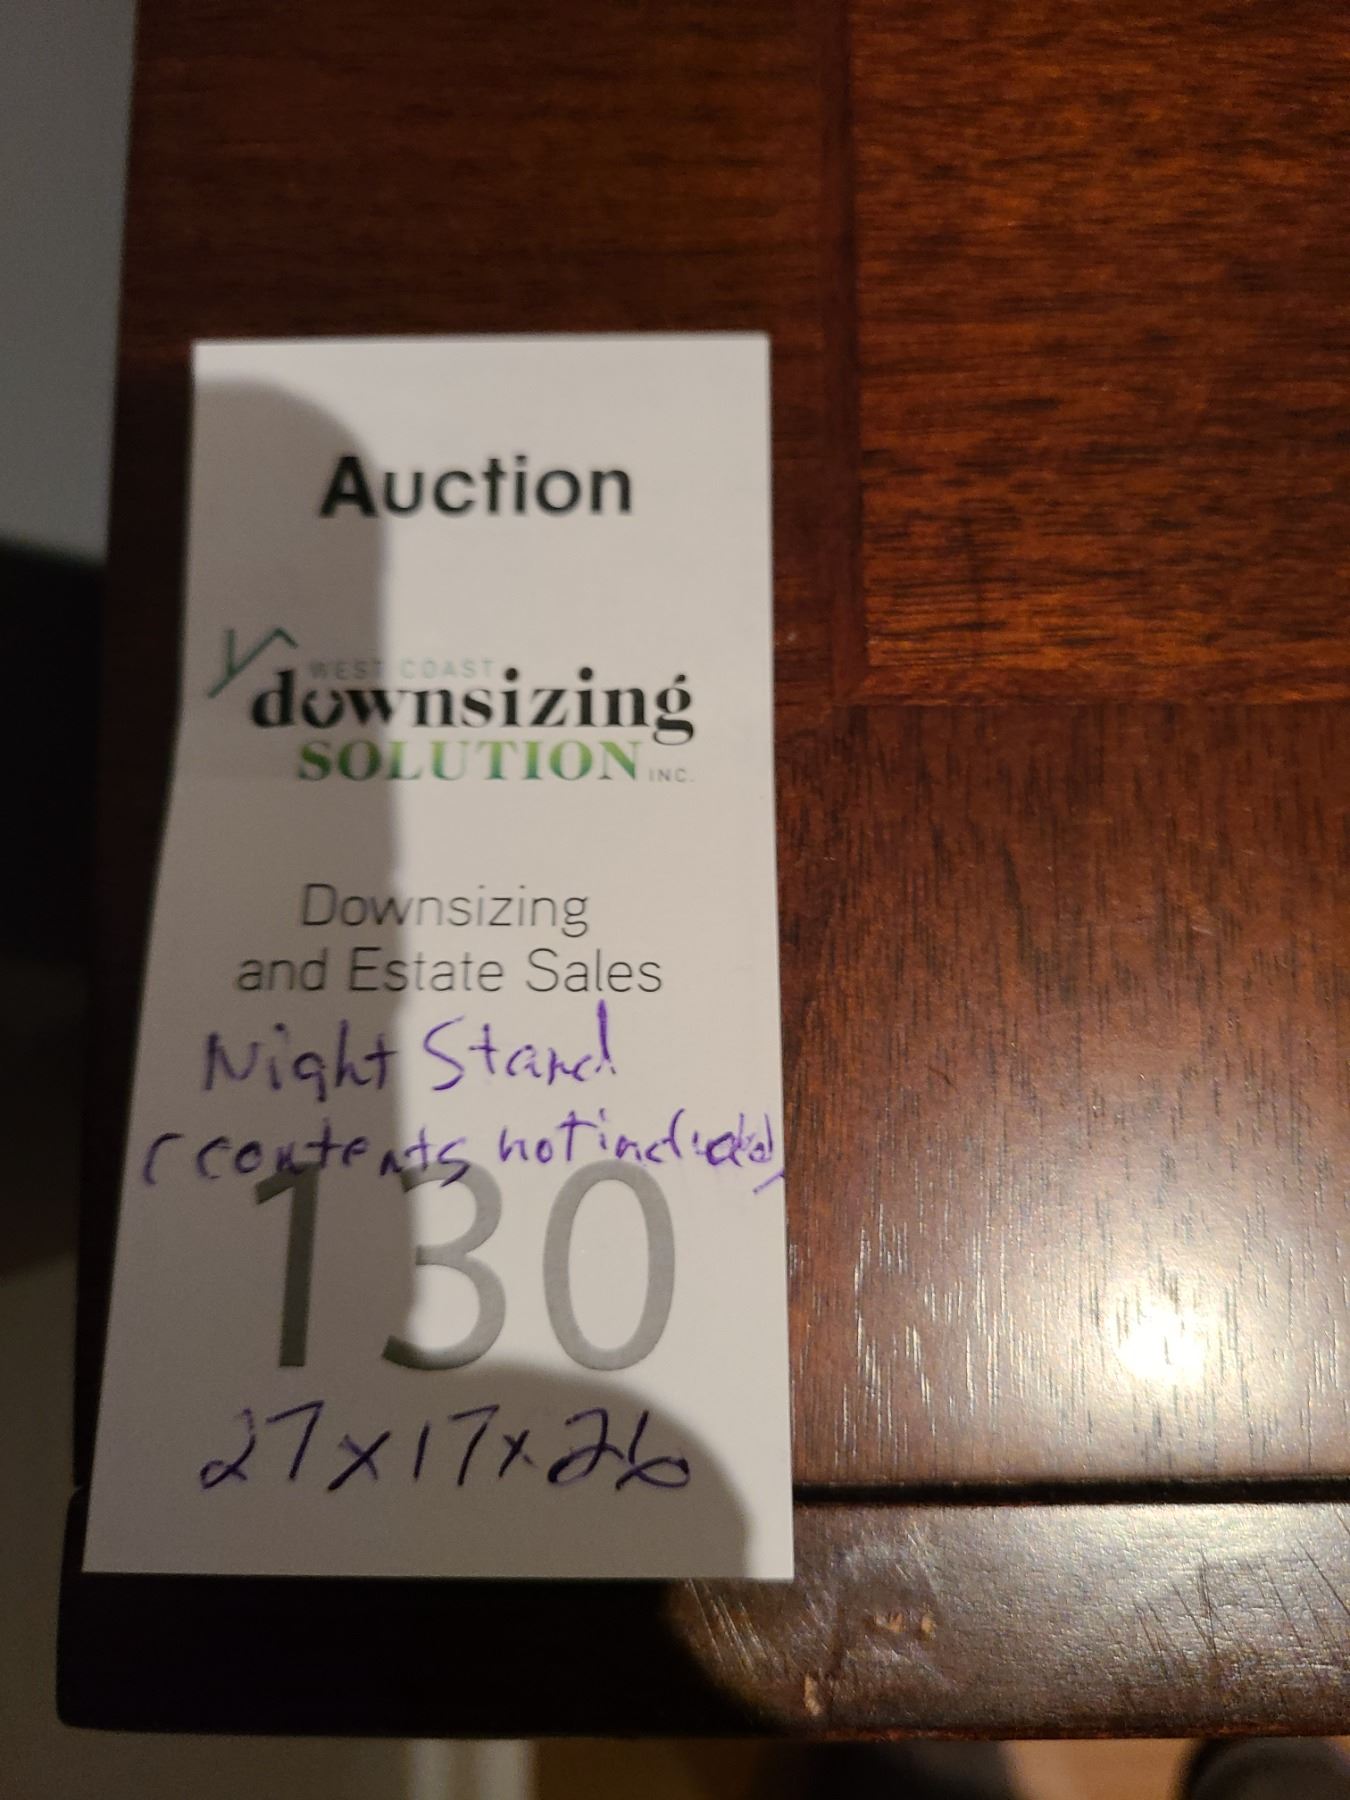 Auction
WEST COAST
downsizing
SOLUTION INC.
Downsizing
and Estate Sales
Night Stand
(contents not included)
130
27x17x26